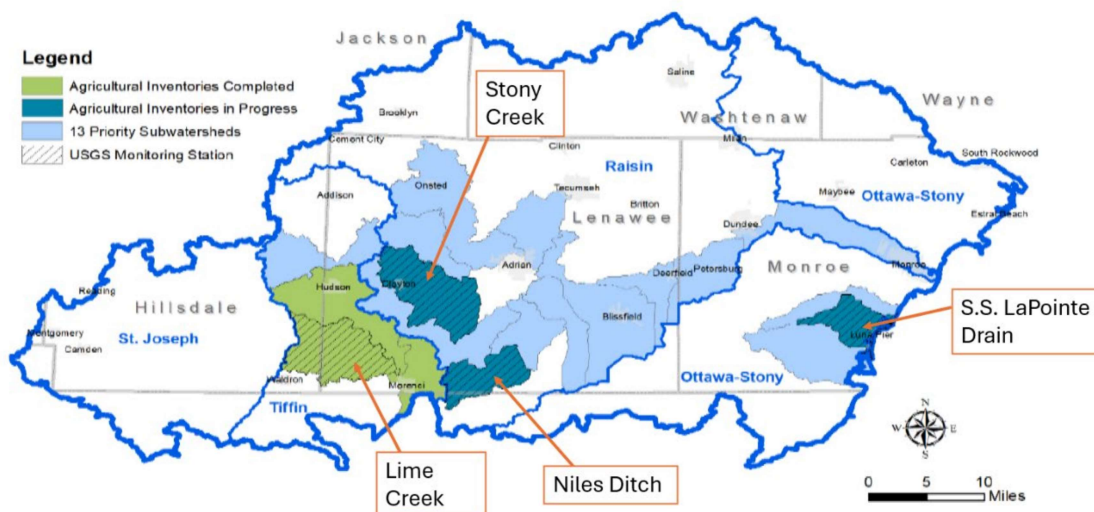 Legend
Agricultural Inventories Completed
Agricultural Inventories in Progress
13 Priority Subwatersheds
USGS Monitoring Station
Jackson
Stony
Creek
Saline
Wayne
Brooklyn
Washtenaw
Cement City
Clinton
Milan
South Rockwood
Carleton
Onsted
Raisin
Addison
Tecumseh
Maybee
Ottawa-Stony
Britton
Lenawee
Estral Beach
Dundee
Adrian
Monroe
Monroe
Deerfield
Petersburg
Clayton
Hudson
Reading
Hillsdale
Blissfield
S.S. LaPointe
Drain
Montgomery
St. Joseph
Luna Pier
Camden
Waldron
Morenci
Ottawa-Stony
Tiffin
N
W
E
S
Lime
Creek
Niles Ditch
0
5
10
Miles